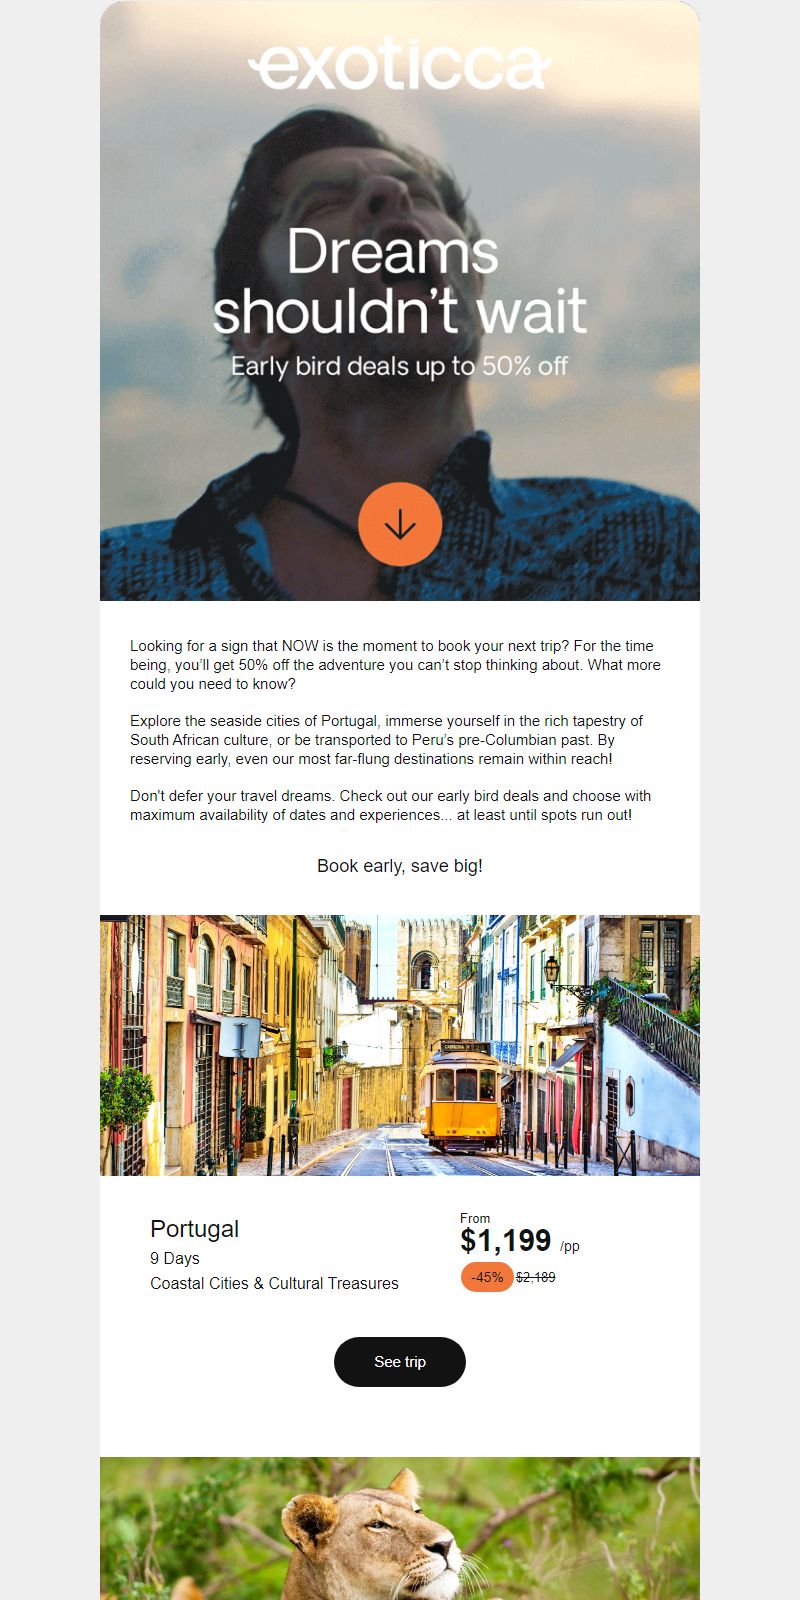 exoticca
Dreams
shouldn’t wait
Early bird deals up to 50% off
Looking for a sign that NOW is the moment to book your next trip? For the time
being, you’ll get 50% off the adventure you can’t stop thinking about. What more
could you need to know?
Explore the seaside cities of Portugal, immerse yourself in the rich tapestry of
South African culture, or be transported to Peru’s pre-Columbian past. By
reserving early, even our most far-flung destinations remain within reach!
Don't defer your travel dreams. Check out our early bird deals and choose with
maximum availability of dates and experiences... at least until spots run out!
Book early, save big!
Portugal
9 Days
Coastal Cities & Cultural Treasures
From
$1,199 /pp
-45% $2,189
See trip